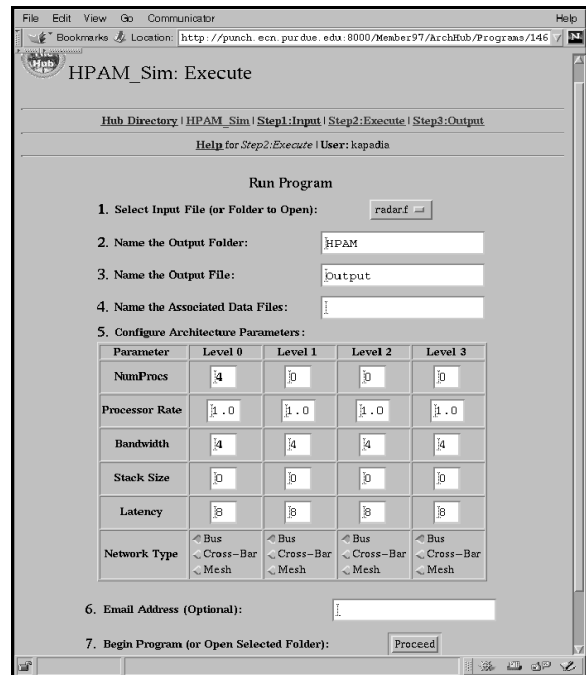 File Edit View Go Communicator Help
Bookmarks Location: http://punch.ecn.purdue.edu:8000/Member97/ArchHub/Programs/146 N
Hub
HPAM_Sim: Execute
Hub Directory | HPAM_Sim | Step1:Input | Step2:Execute | Step3:Output
Help for Step2:Execute | User: kapadia
Run Program
1. Select Input File (or Folder to Open): radar.f
2. Name the Output Folder: HPAM
3. Name the Output File: Output
4. Name the Associated Data Files:
5. Configure Architecture Parameters:
Parameter Level 0 Level 1 Level 2 Level 3
NumProcs 4 0 0 0
Processor Rate 1.0 1.0 1.0 1.0
Bandwidth 4 4 4 4
Stack Size 0 0 0 0
Latency 8 8 8 8
Network Type
Bus Bus Bus Bus
Cross-Bar Cross-Bar Cross-Bar Cross-Bar
Mesh Mesh Mesh Mesh
6. Email Address (Optional):
7. Begin Program (or Open Selected Folder): Proceed